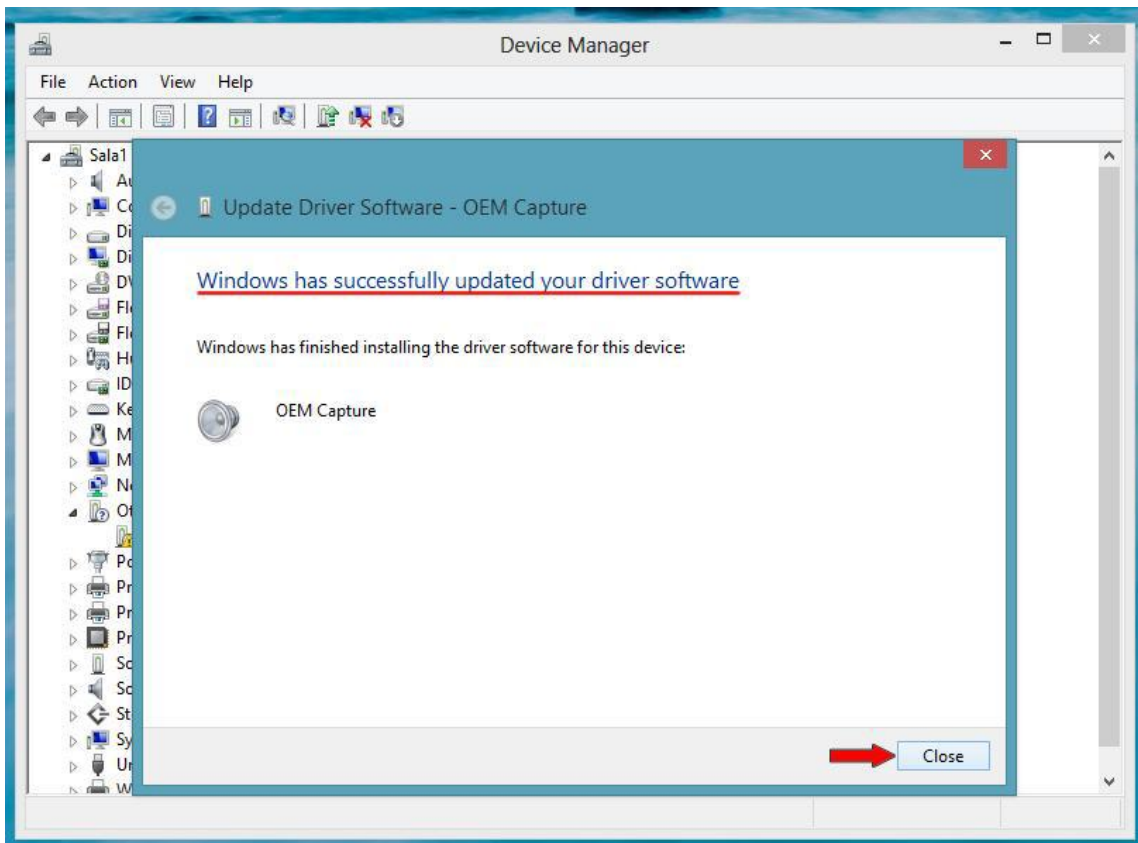 Device Manager
File Action View Help
Sala1
Update Driver Software - OEM Capture
Windows has successfully updated your driver software
Windows has finished installing the driver software for this device:
OEM Capture
Close